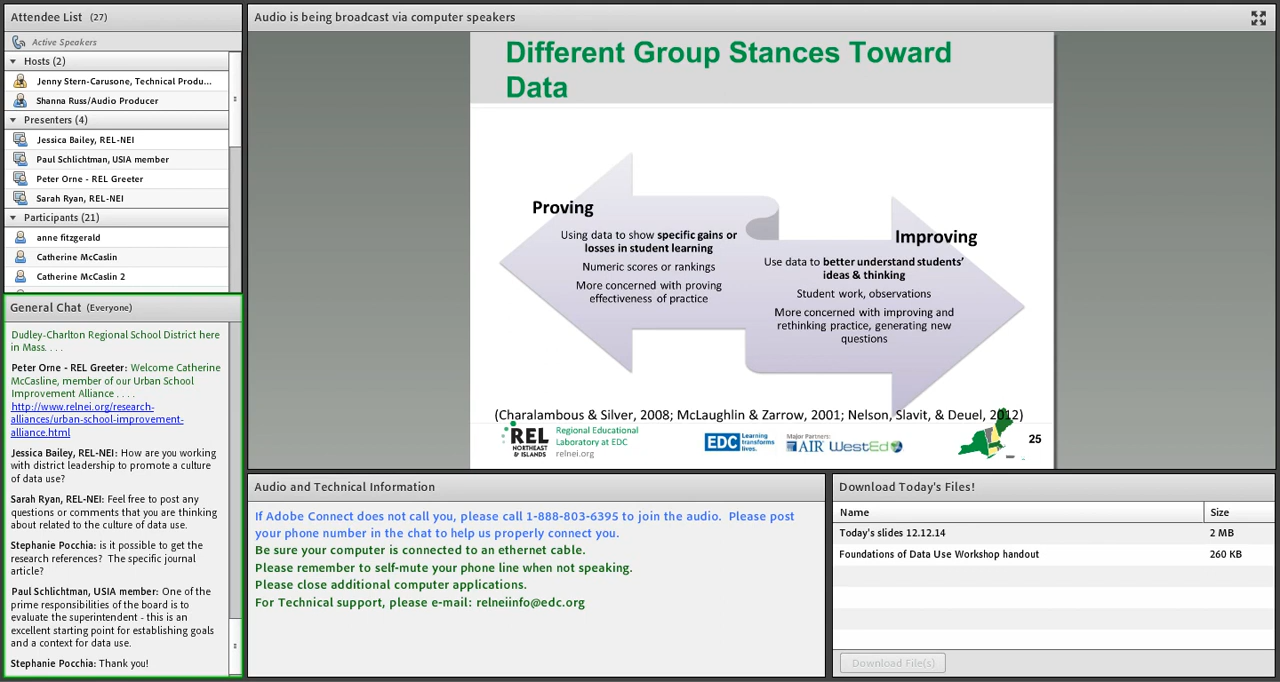 Attendee List (27)
Active Speakers
Hosts (2)
Jenny Stern-Carusone, Technical Produ...
Shanna Russ/Audio Producer
Presenters (4)
Jessica Bailey, REL-NEI
Paul Schlichtman, USIA member
Peter Orne - REL Greeter
Sarah Ryan, REL-NEI
Participants (21)
anne fitzgerald
Catherine McCaslin
Catherine McCaslin 2
General Chat (Everyone)
Dudley-Charlton Regional School District here
in Mass. . . .
Peter Orne - REL Greeter: Welcome Catherine
McCasline, member of our Urban School
Improvement Alliance . . . .
http://www.relnei.org/research-
alliances/urban-school-improvement-
alliance.html
Jessica Bailey, REL-NEI: How are you working
with district leadership to promote a culture
of data use?
Sarah Ryan, REL-NEI: Feel free to post any
questions or comments that you are thinking
about related to the culture of data use.
Stephanie Pocchia: is it possible to get the
research references? The specific journal
article?
Paul Schlichtman, USIA member: One of the
prime responsibilities of the board is to
evaluate the superintendent - this is an
excellent starting point for establishing goals
and a context for data use.
Stephanie Pocchia: Thank you!
Audio is being broadcast via computer speakers
Different Group Stances Toward
Data
Proving
Using data to show specific gains or
losses in student learning
Numeric scores or rankings
More concerned with proving
effectiveness of practice
Improving
Use data to better understand students’
ideas & thinking
Student work, observations
More concerned with improving and
rethinking practice, generating new
questions
(Charalambous & Silver, 2008; McLaughlin & Zarrow, 2001; Nelson, Slavit, & Deuel, 2012)
REL
NORTHEAST
& ISLANDS
Regional Educational
Laboratory at EDC
relnei.org
EDC Learning
transforms
lives.
Major Partners:
AIR WestEd
25
Audio and Technical Information
If Adobe Connect does not call you, please call 1-888-803-6395 to join the audio. Please post
your phone number in the chat to help us properly connect you.
Be sure your computer is connected to an ethernet cable.
Please remember to self-mute your phone line when not speaking.
Please close additional computer applications.
For Technical support, please e-mail: relneiinfo@edc.org
Download Today's Files!
Name Size
Today's slides 12.12.14 2 MB
Foundations of Data Use Workshop handout 260 KB
Download File(s)